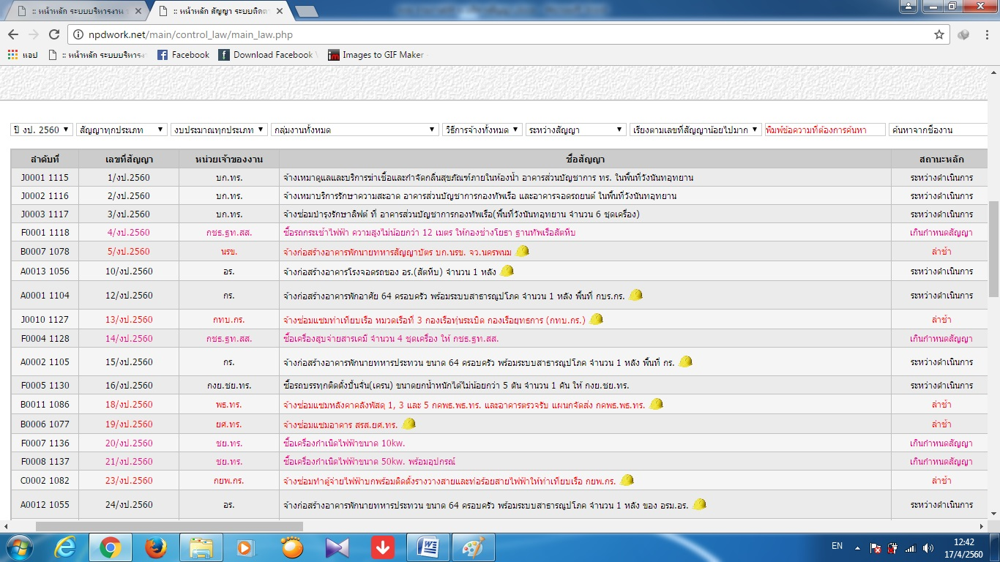 :: หน้าหลัก ระบบบริหารงาน
:: หน้าหลัก สัญญา ระบบติดตา
npdwork.net/main/control_law/main_law.php
แอป :: หน้าหลัก ระบบบริหารงา Facebook Download Facebook Images to GIF Maker
ปี งป. 2560 สัญญาทุกประเภท งบประมาณทุกประเภท กลุ่มงานทั้งหมด วิธีการจ้างทั้งหมด ระหว่างสัญญา เรียงตามเลขที่สัญญาน้อยไปมาก พิมพ์ข้อความที่ต้องการค้นหา ค้นหาจากชื่องาน
ลำดับที่ เลขที่สัญญา หน่วยเจ้าของงาน ชื่อสัญญา สถานะหลัก
J0001 1115 1/งป.2560 บก.ทร. จ้างเหมาดูแลและบริการฆ่าเชื้อและกำจัดกลิ่นสุขภัณฑ์ภายในห้องน้ำ อาคารส่วนบัญชาการ ทร. ในพื้นที่วังนันทอุทยาน ระหว่างดำเนินการ
J0002 1116 2/งป.2560 บก.ทร. จ้างเหมาบริการรักษาความสะอาด อาคารส่วนบัญชาการกองทัพเรือ และอาคารจอดรถยนต์ ในพื้นที่วังนันทอุทยาน ระหว่างดำเนินการ
J0003 1117 3/งป.2560 บก.ทร. จ้างซ่อมบำรุงรักษาลิฟต์ ที่ อาคารส่วนบัญชาการกองทัพเรือ(พื้นที่วังนันทอุทยาน จำนวน 6 ชุดเครื่อง) ระหว่างดำเนินการ
F0001 1118 4/งป.2560 กชธ.ฐท.สส. ซื้อรถกระเช้าไฟฟ้า ความสูงไม่น้อยกว่า 12 เมตร ให้กองช่างโยธา ฐานทัพเรือสัตหีบ เกินกำหนดสัญญา
B0007 1078 5/งป.2560 นรข. จ้างก่อสร้างอาคารพักนายทหารสัญญาบัตร บก.นรข. จว.นครพนม ล่าช้า
A0013 1056 10/งป.2560 อร. จ้างก่อสร้างอาคารโรงจอดรถของ อร.(สัตหีบ) จำนวน 1 หลัง ระหว่างดำเนินการ
A0001 1104 12/งป.2560 กร. จ้างก่อสร้างอาคารพักอาศัย 64 ครอบครัว พร้อมระบบสาธารณูปโภค จำนวน 1 หลัง พื้นที่ กบร.กร. ระหว่างดำเนินการ
J0010 1127 13/งป.2560 กทบ.กร. จ้างซ่อมแซมท่าเทียบเรือ หมวดเรือที่ 3 กองเรือทุ่นระเบิด กองเรือยุทธการ (กทบ.กร.) ล่าช้า
F0004 1128 14/งป.2560 กชธ.ฐท.สส. ซื้อเครื่องสูบจ่ายสารเคมี จำนวน 4 ชุดเครื่อง ให้ กชธ.ฐท.สส. เกินกำหนดสัญญา
A0002 1105 15/งป.2560 กร. จ้างก่อสร้างอาคารพักนายทหารประทวน ขนาด 64 ครอบครัว พร้อมระบบสาธารณูปโภค จำนวน 1 หลัง พื้นที่ กร. ระหว่างดำเนินการ
F0005 1130 16/งป.2560 กงย.ชย.ทร. ซื้อรถบรรทุกติดตั้งปั้นจั่น(เครน) ขนาดยกน้ำหนักได้ไม่น้อยกว่า 5 ตัน จำนวน 1 คัน ให้ กงย.ชย.ทร. ระหว่างดำเนินการ
B0011 1086 18/งป.2560 พธ.ทร. จ้างซ่อมแซมหลังคาคลังพัสดุ 1, 3 และ 5 กคพธ.พธ.ทร. และอาคารตรวจรับ แผนกจัดส่ง กคพธ.พธ.ทร. ล่าช้า
B0006 1077 19/งป.2560 ยศ.ทร. จ้างซ่อมแซมอาคาร สรส.ยศ.ทร. ล่าช้า
F0007 1136 20/งป.2560 ชย.ทร. ซื้อเครื่องกำเนิดไฟฟ้าขนาด 10kw. เกินกำหนดสัญญา
F0008 1137 21/งป.2560 ชย.ทร. ซื้อเครื่องกำเนิดไฟฟ้าขนาด 50kw. พร้อมอุปกรณ์ เกินกำหนดสัญญา
C0002 1082 23/งป.2560 กยพ.กร. จ้างซ่อมทำตู้จ่ายไฟฟ้าบกพร้อมติดตั้งรางวางสายและท่อร้อยสายไฟฟ้าให้ท่าเทียบเรือ กยพ.กร. ล่าช้า
A0012 1055 24/งป.2560 อร. จ้างก่อสร้างอาคารพักนายทหารประทวน ขนาด 64 ครอบครัว พร้อมระบบสาธารณูปโภค จำนวน 1 หลัง ของ อรม.อร. ระหว่างดำเนินการ
EN 12:42
17/4/2560